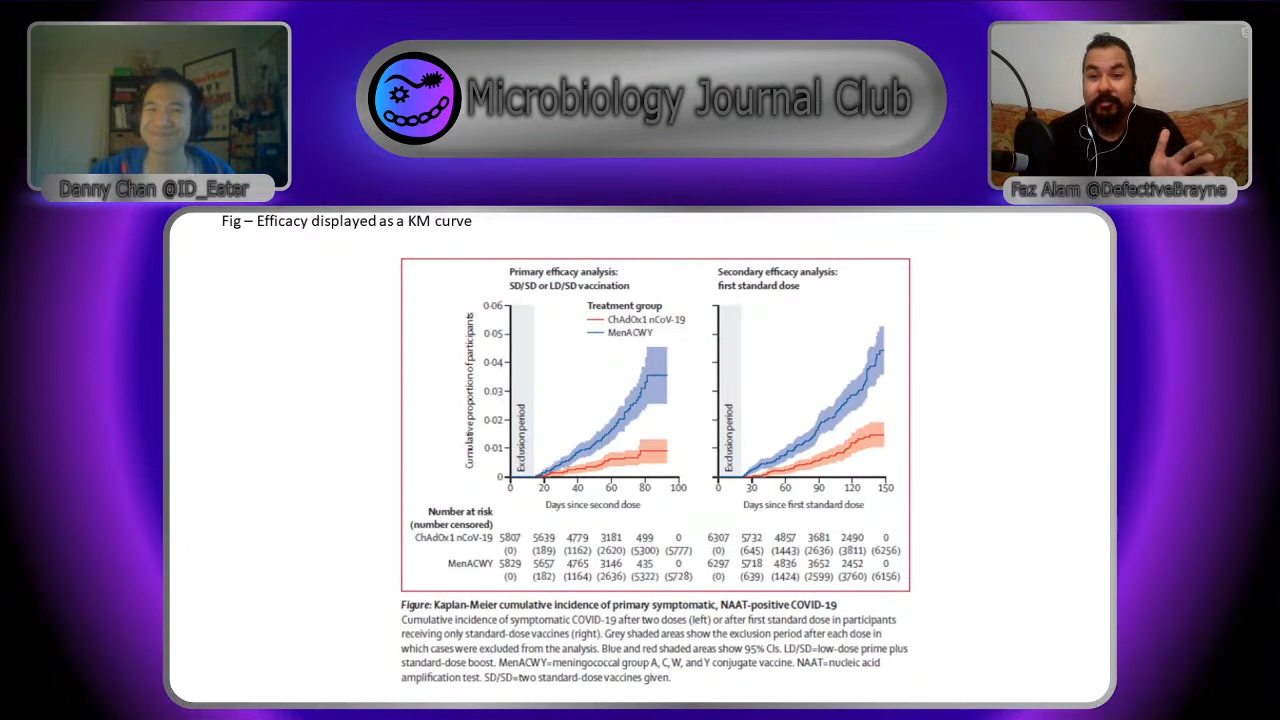 Microbiology Journal Club
Danny Chan @ID_Eater
Faz Alam @DefectiveBrayne
Fig – Efficacy displayed as a KM curve
Primary efficacy analysis:
SD/SD or LD/SD vaccination
Secondary efficacy analysis:
first standard dose
Treatment group
ChAdOx1 nCoV-19
MenACWY
Cumulative proportion of participants
0·06
0·05
0·04
0·03
0·02
0·01
0
Exclusion period
Exclusion period
0 20 40 60 80 100
0 30 60 90 120 150
Days since second dose
Days since first standard dose
Number at risk
(number censored)
ChAdOx1 nCoV-19 5807 5639 4779 3181 499 0 6307 5732 4857 3681 2490 0
(0) (189) (1162) (2620) (5300) (5777) (0) (645) (1443) (2636) (3811) (6256)
MenACWY 5829 5657 4765 3146 435 0 6297 5718 4836 3652 2452 0
(0) (182) (1164) (2636) (5322) (5728) (0) (639) (1424) (2599) (3760) (6156)
Figure: Kaplan-Meier cumulative incidence of primary symptomatic, NAAT-positive COVID-19
Cumulative incidence of symptomatic COVID-19 after two doses (left) or after first standard dose in participants
receiving only standard-dose vaccines (right). Grey shaded areas show the exclusion period after each dose in
which cases were excluded from the analysis. Blue and red shaded areas show 95% CIs. LD/SD=low-dose prime plus
standard-dose boost. MenACWY=meningococcal group A, C, W, and Y conjugate vaccine. NAAT=nucleic acid
amplification test. SD/SD=two standard-dose vaccines given.